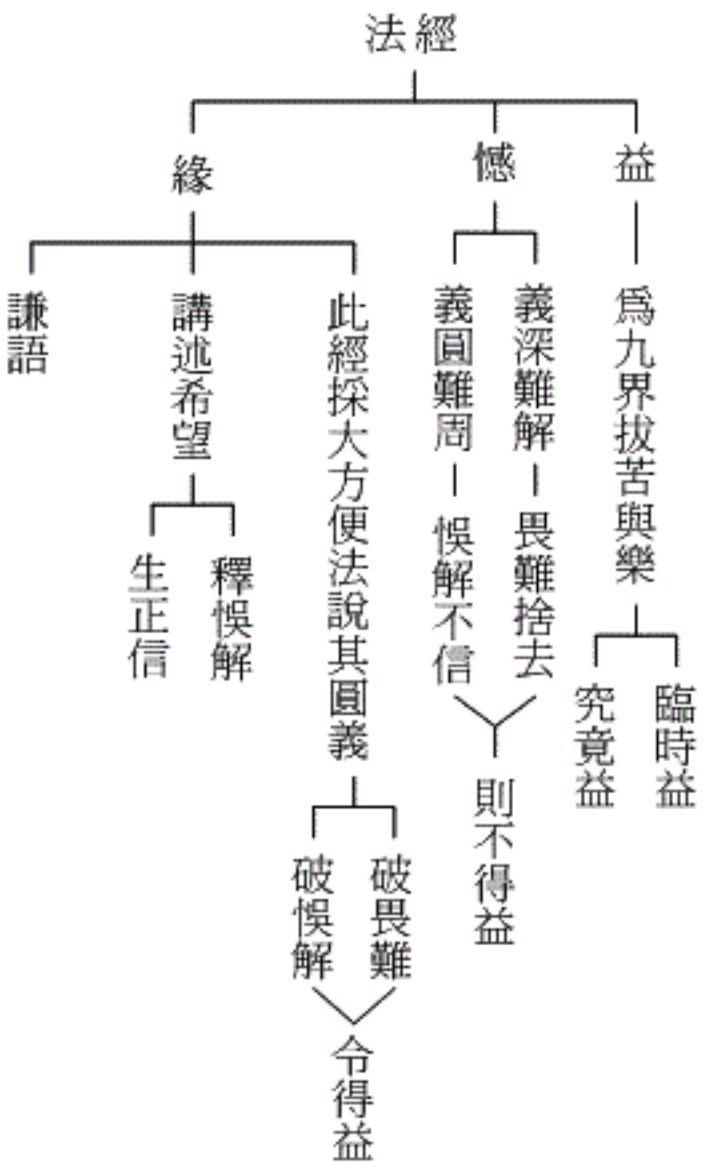 經法
益
為九界拔苦與樂
臨時益
究竟益
憾
義深難解
畏難捨去
義圓難周
悞解不信
則不得益
緣
此經採大方便法說其圓義
破畏難
破悞解
令得益
講述希望
釋悞解
生正信
謙語